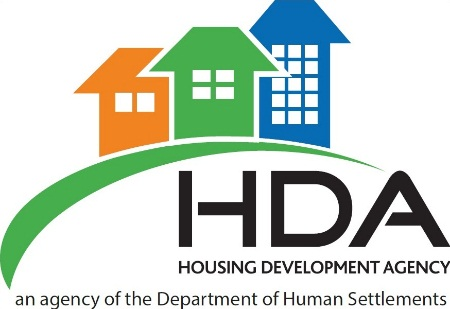 HDA
HOUSING DEVELOPMENT AGENCY
an agency of the Department of Human Settlements